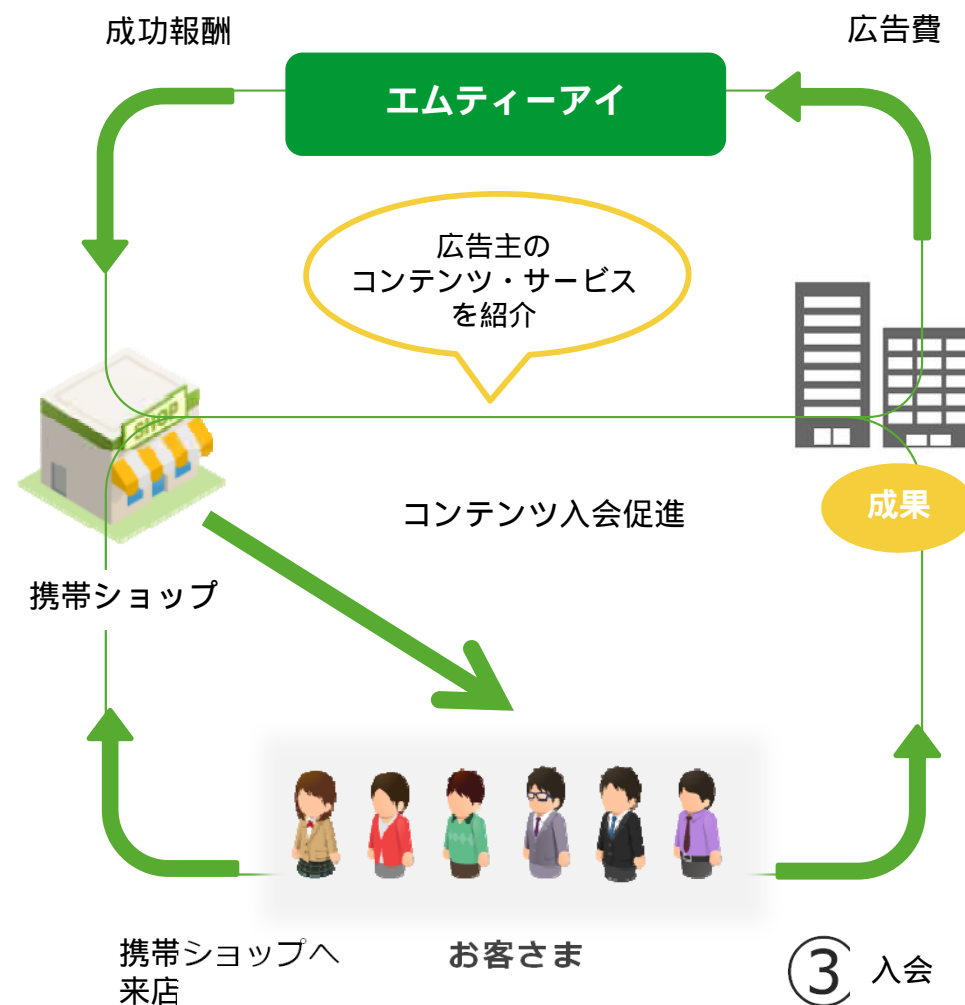 成功報酬
広告費
エムティーアイ
広告主の
コンテンツ・サービス
を紹介
SHOP
成果
コンテンツ入会促進
携帯ショップ
携帯ショップへ
来店
お客さま
③ 入会